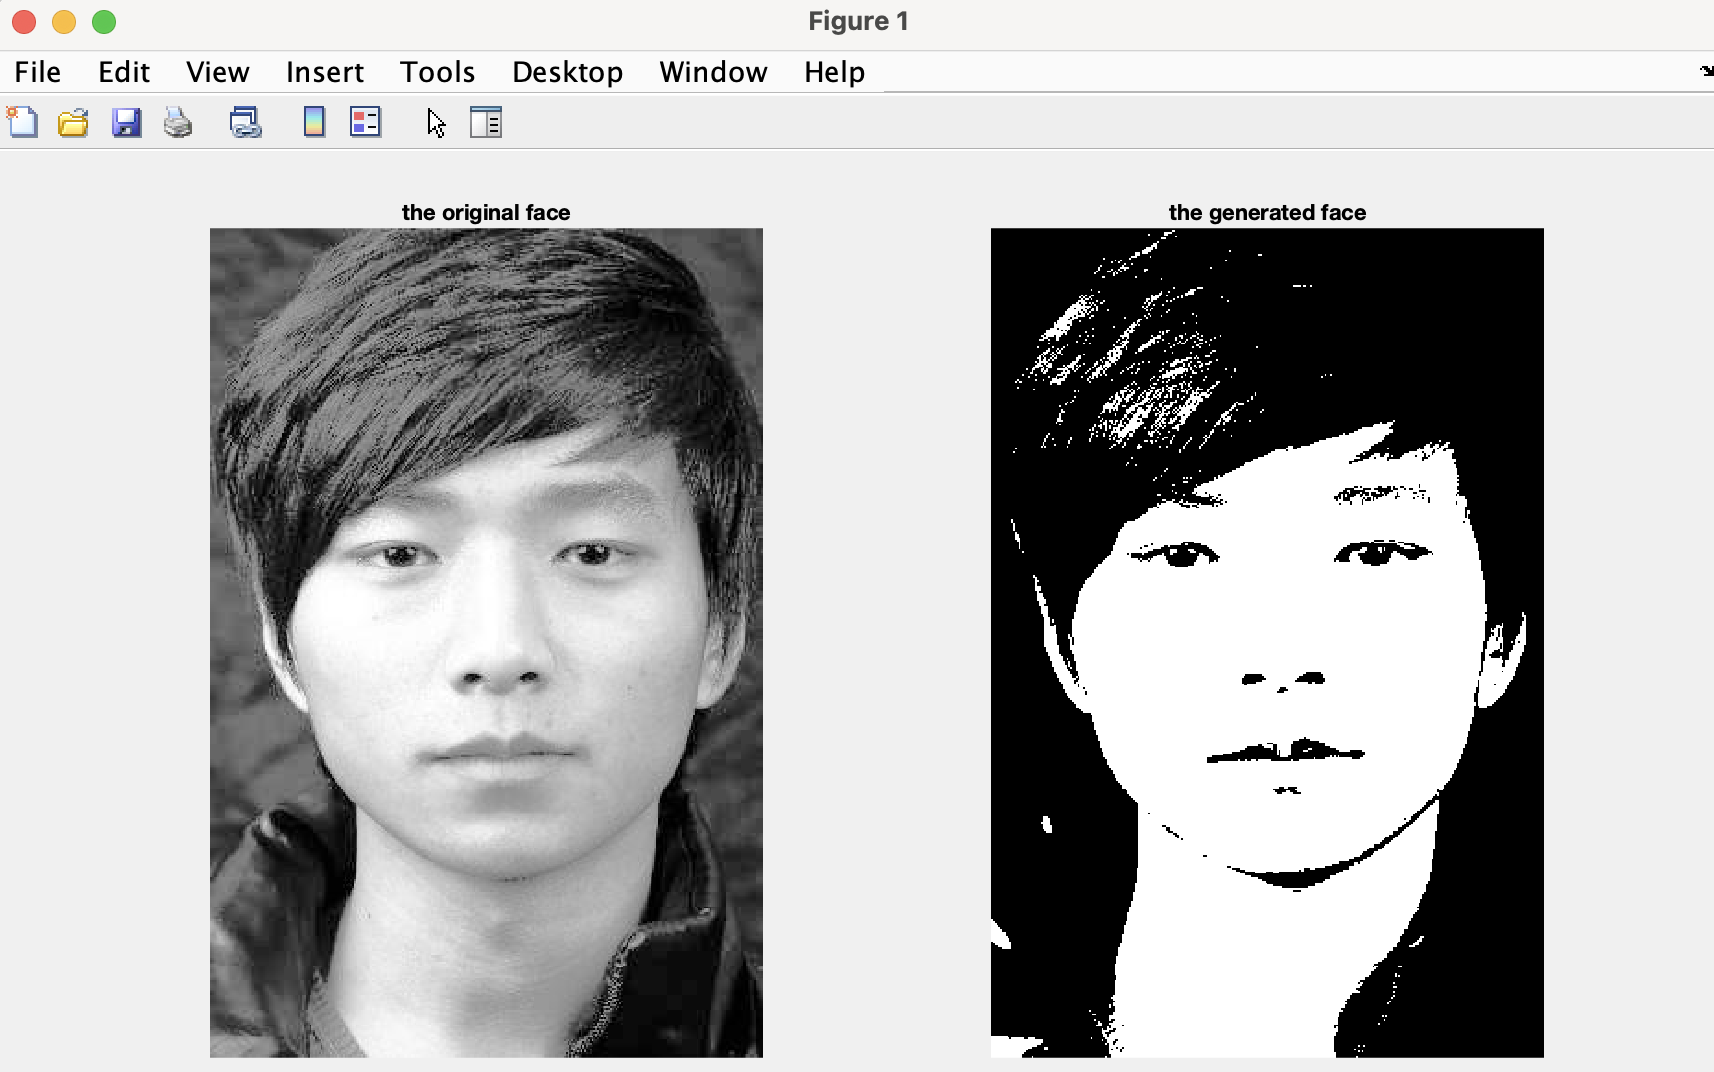 Figure 1
File Edit View Insert Tools Desktop Window Help
the original face
the generated face